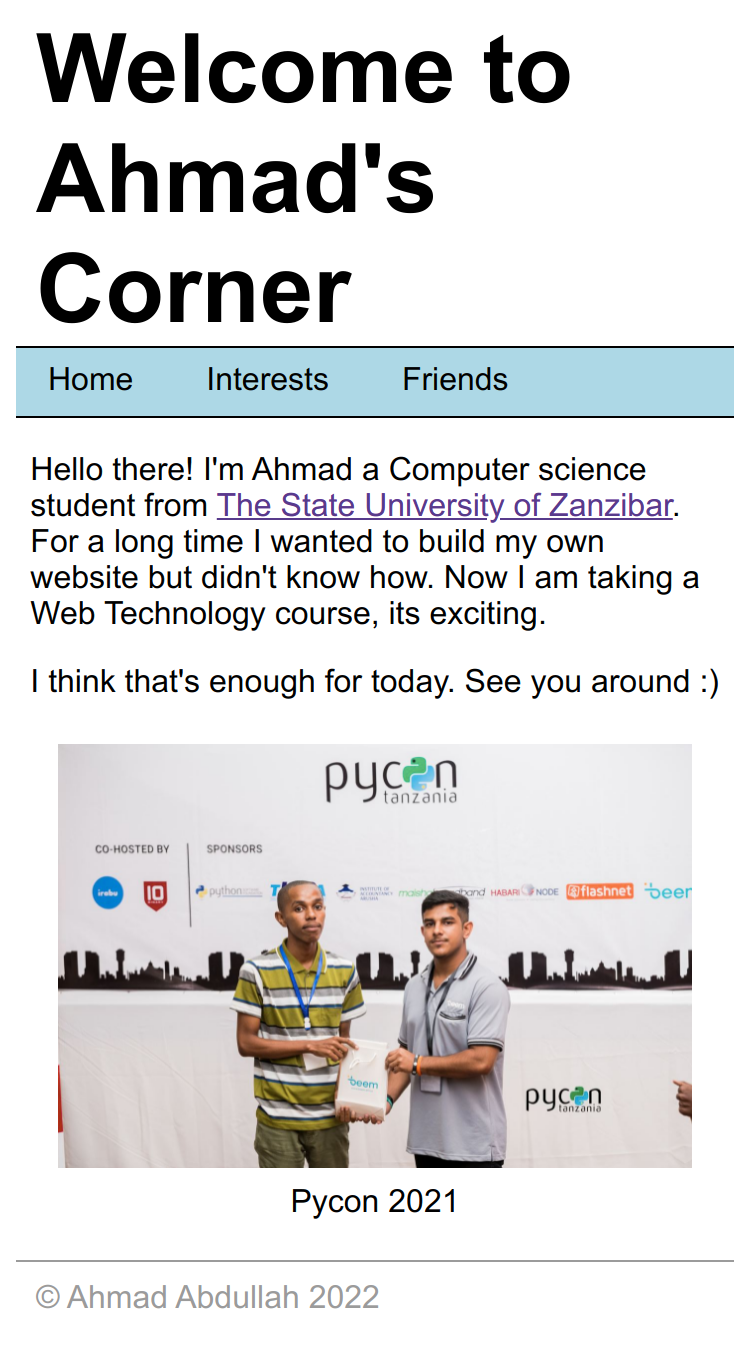 Welcome to
Ahmad's
Corner
Home Interests Friends
Hello there! I'm Ahmad a Computer science
student from The State University of Zanzibar.
For a long time I wanted to build my own
website but didn't know how. Now I am taking a
Web Technology course, its exciting.
I think that's enough for today. See you around :)
pycon
tanzania
CO-HOSTED BY SPONSORS
python HABARI NODE flashnet beem
beem
pycon
tanzania
Pycon 2021
© Ahmad Abdullah 2022